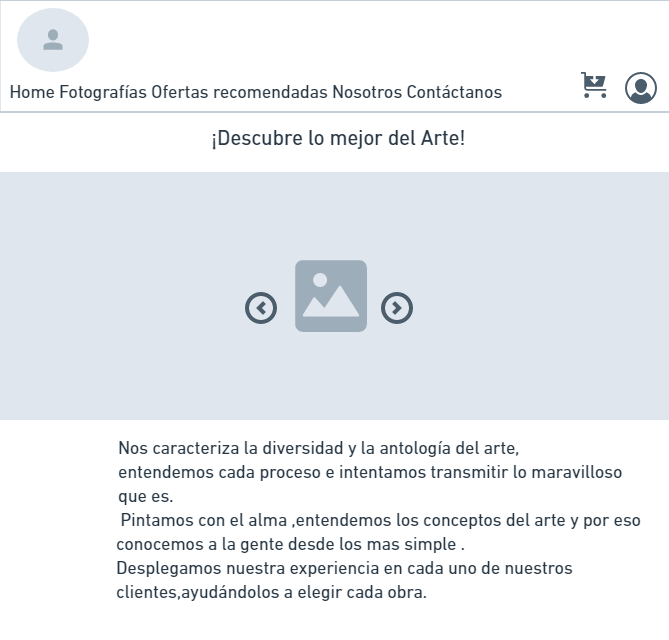 Home Fotografías Ofertas recomendadas Nosotros Contáctanos
¡Descubre lo mejor del Arte!
Nos caracteriza la diversidad y la antología del arte,
entendemos cada proceso e intentamos transmitir lo maravilloso
que es.
Pintamos con el alma ,entendemos los conceptos del arte y por eso
conocemos a la gente desde los mas simple .
Desplegamos nuestra experiencia en cada uno de nuestros
clientes,ayudándolos a elegir cada obra.